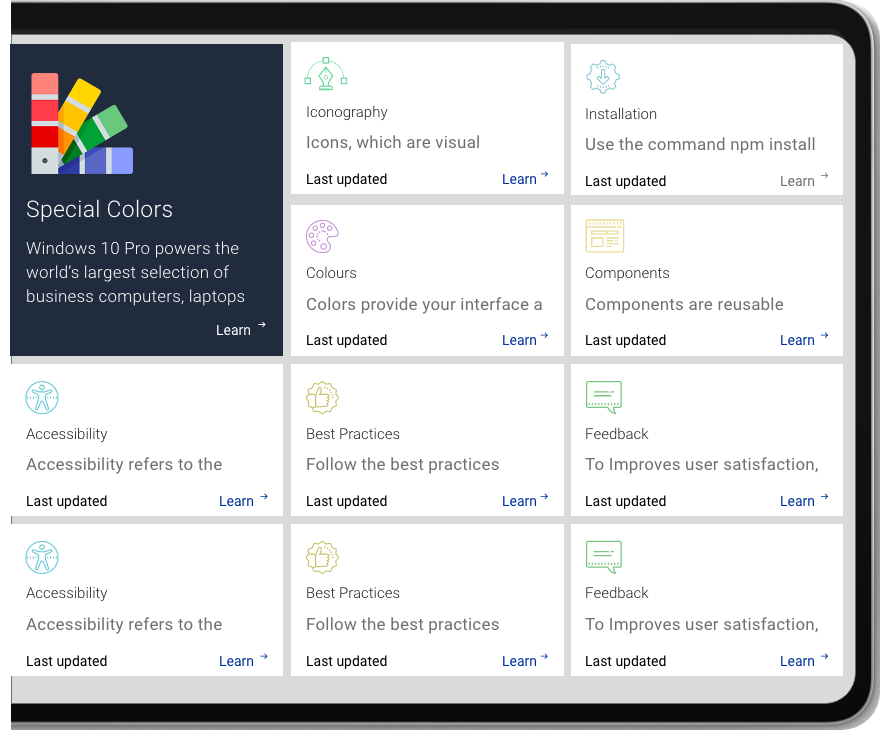 Special Colors
Windows 10 Pro powers the
world's largest selection of
business computers, laptops
Learn
Iconography
Icons, which are visual
Last updated
Learn
Installation
Use the command npm install
Last updated
Learn
Colours
Colors provide your interface a
Last updated
Learn
Components
Components are reusable
Last updated
Learn
Accessibility
Accessibility refers to the
Last updated
Learn
Best Practices
Follow the best practices
Last updated
Learn
Feedback
To Improves user satisfaction,
Last updated
Learn
Accessibility
Accessibility refers to the
Last updated
Learn
Best Practices
Follow the best practices
Last updated
Learn
Feedback
To Improves user satisfaction,
Last updated
Learn